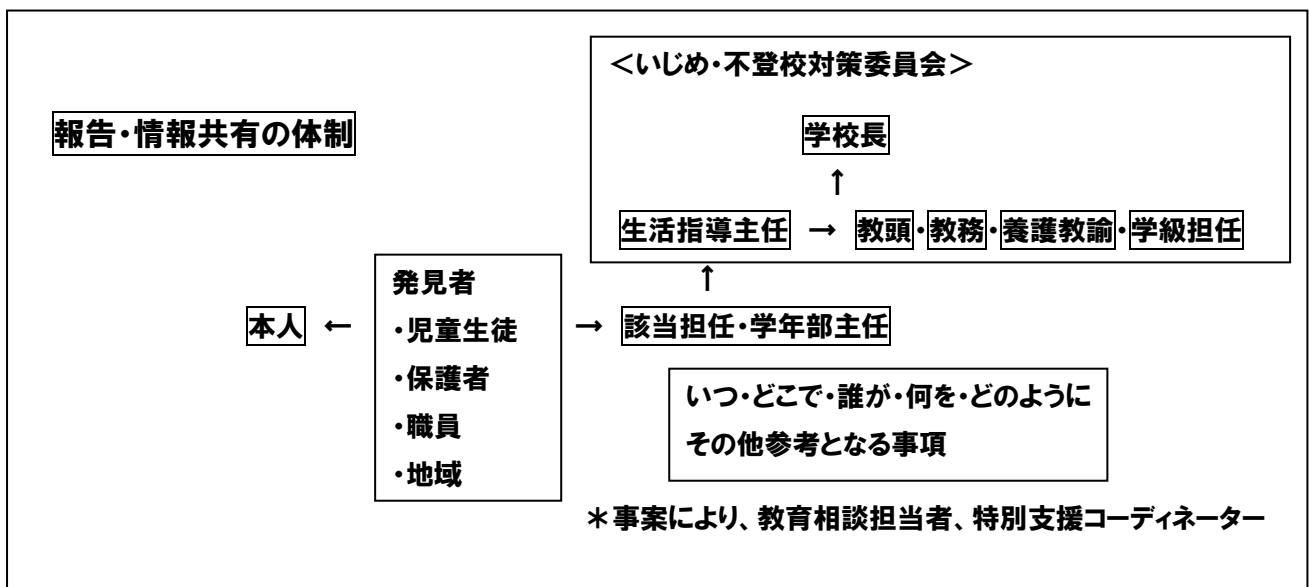 <いじめ・不登校対策委員会>
報告・情報共有の体制
学校長
↑
生活指導主任 → 教頭・教務・養護教諭・学級担任
↑
発見者
・児童生徒
・保護者
・職員
・地域
本人 ←
→ 該当担任・学年部主任
いつ・どこで・誰が・何を・どのように
その他参考となる事項
*事案により、教育相談担当者、特別支援コーディネーター